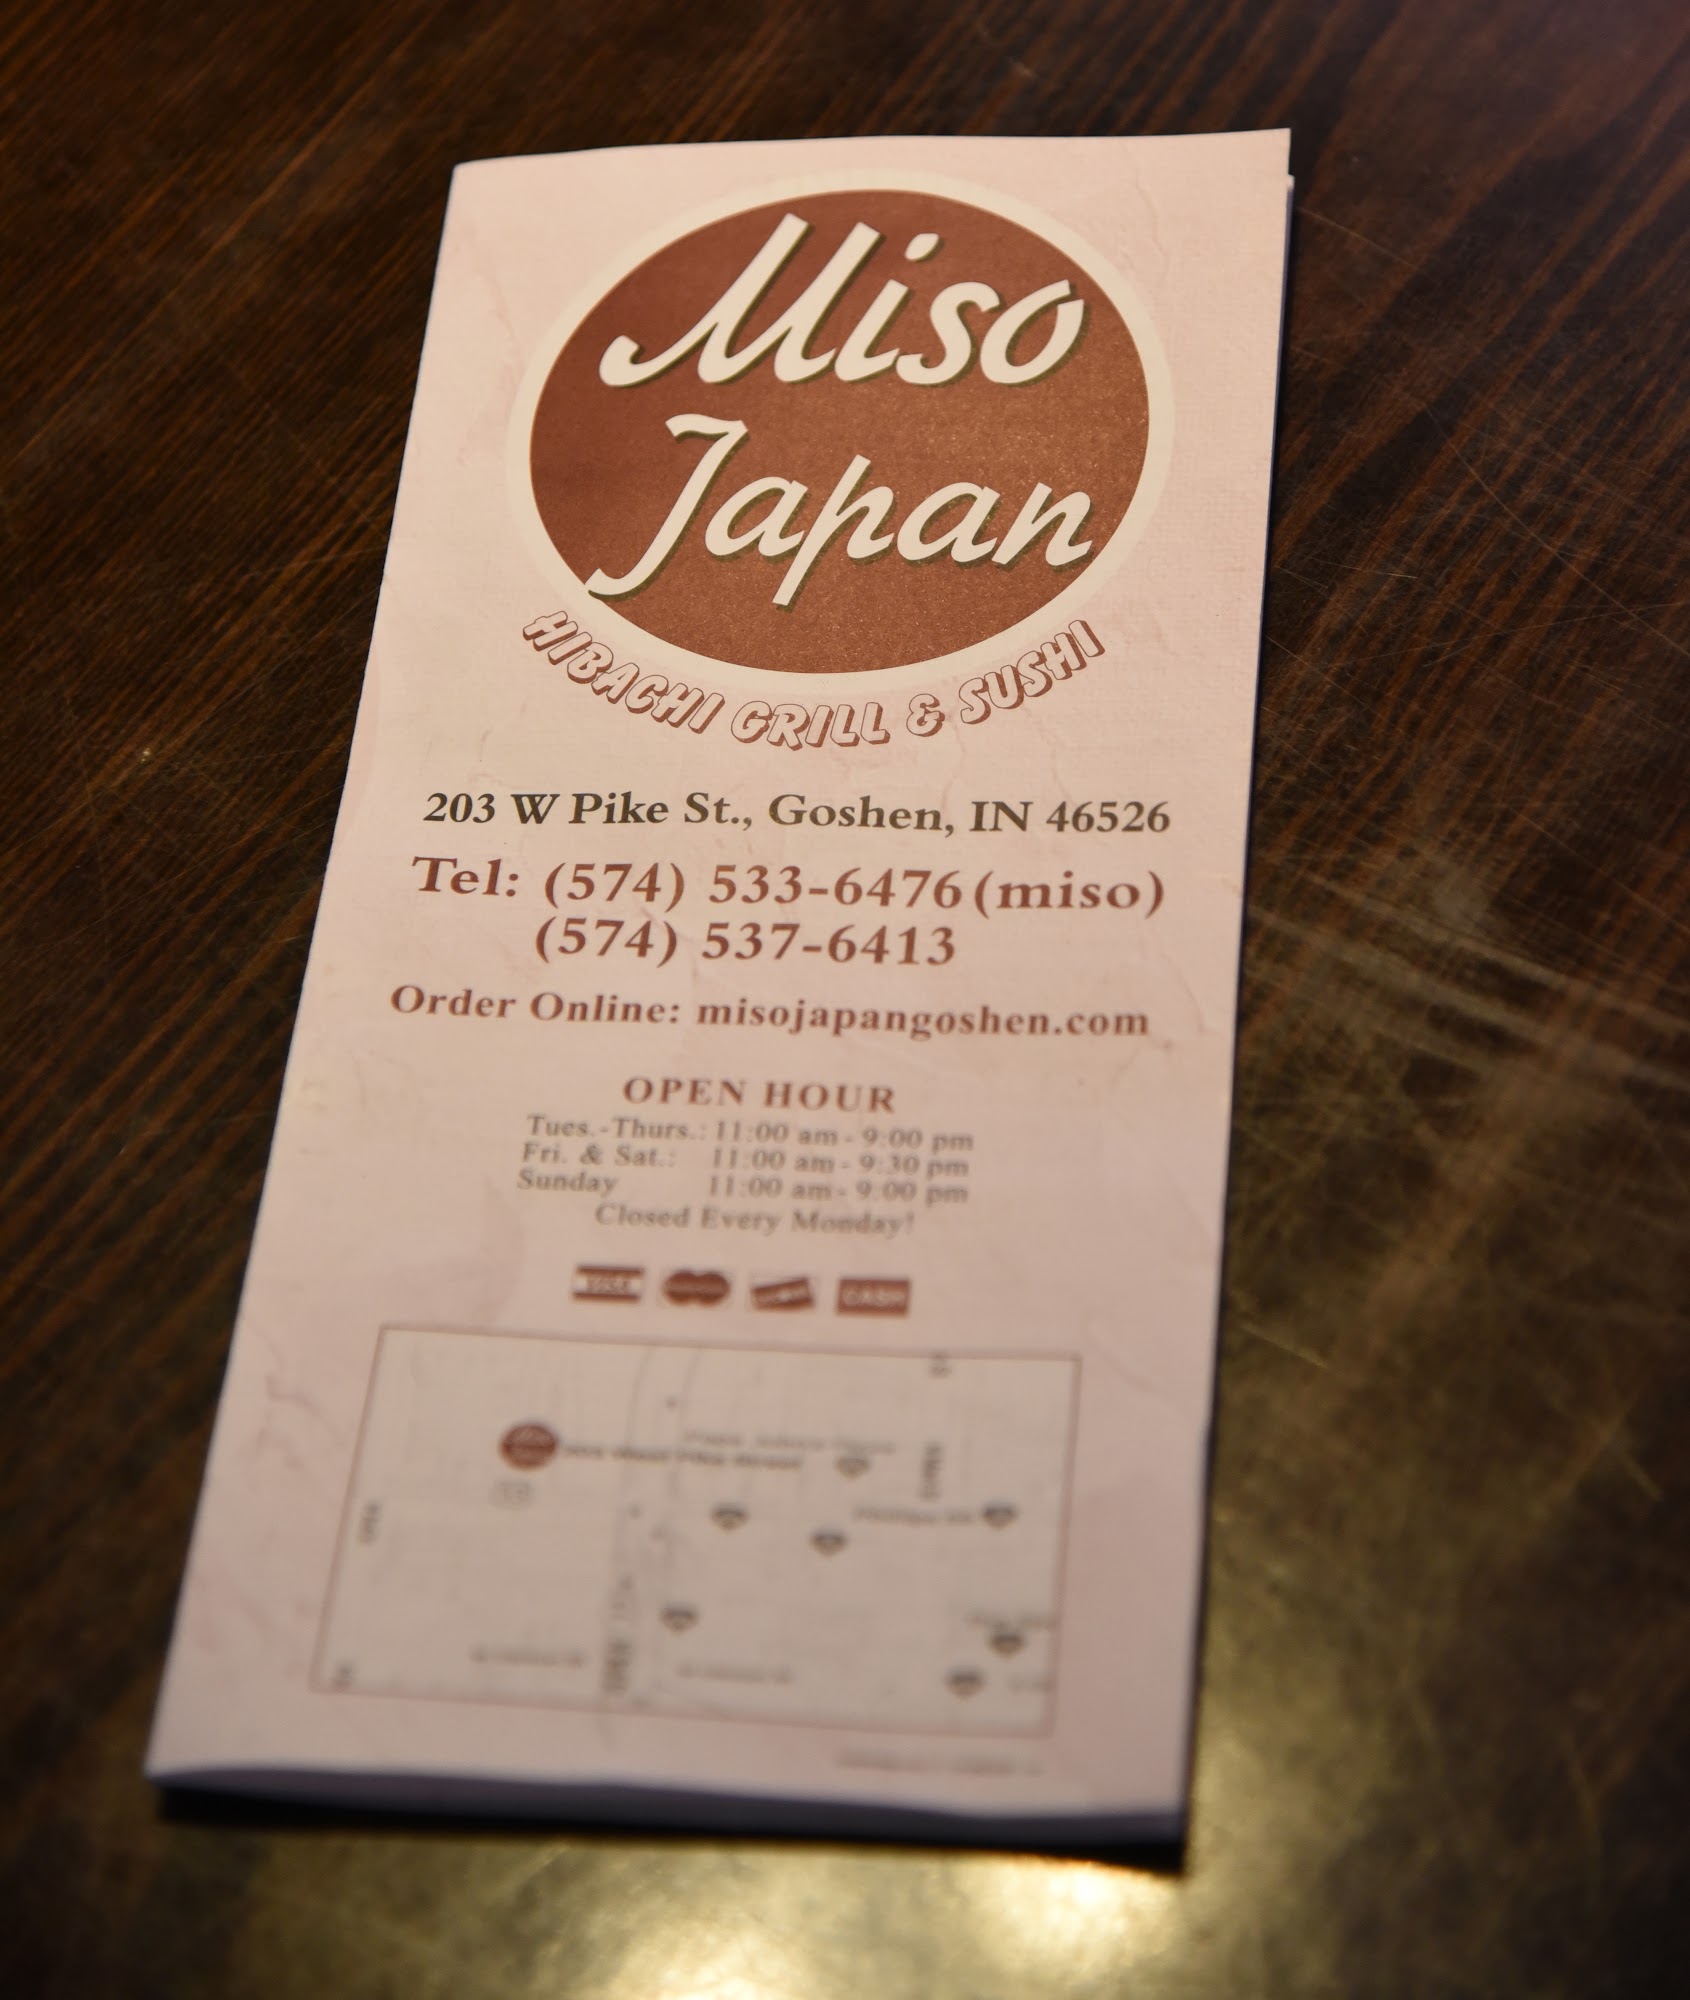 Miso
Japan
HIBACHI GRILL & SUSHI
203 W Pike St., Goshen, IN 46526
Tel: (574) 533-6476 (miso)
(574) 537-6413
Order Online: misojapangoshen.com
OPEN HOUR
Tues.-Thurs.: 11:00 am - 9:00 pm
Fri. & Sat.: 11:00 am - 9:30 pm
Sunday 11:00 am - 9:00 pm
Closed Every Monday!
VISA CASH